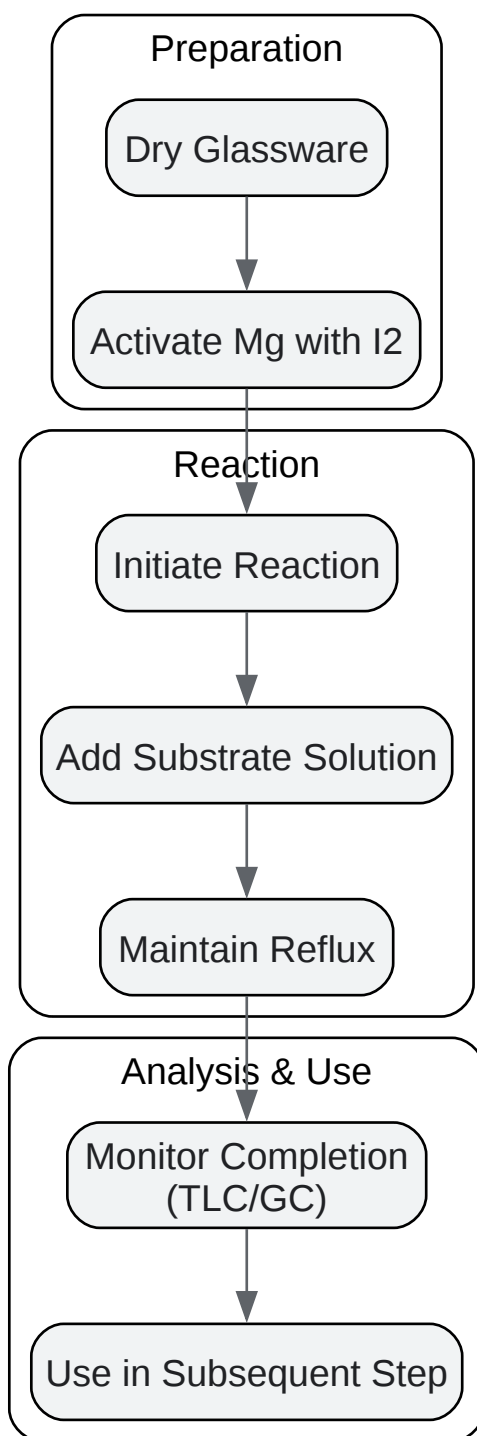 Preparation
Dry Glassware
Activate Mg with I2
Reaction
Initiate Reaction
Add Substrate Solution
Maintain Reflux
Analysis & Use
Monitor Completion
(TLC/GC)
Use in Subsequent Step